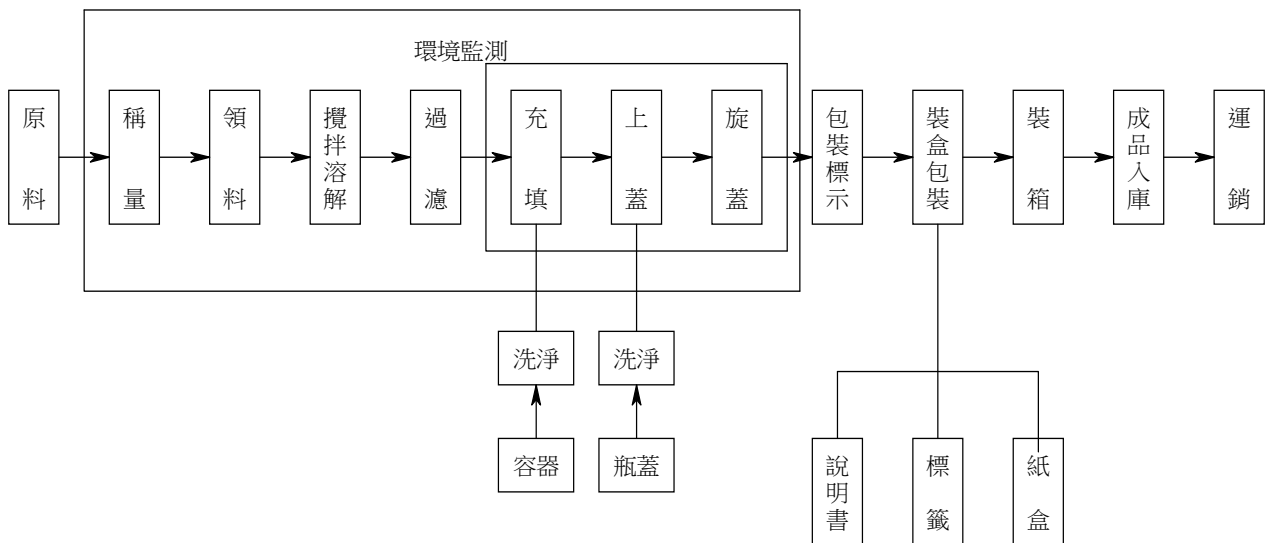 環境監測
原料
稱量
領料
攪拌溶解
過濾
充填
上蓋
旋蓋
包裝標示
裝盒包裝
裝箱
成品入庫
運銷
洗淨
洗淨
容器
瓶蓋
說明書
標籤
紙盒